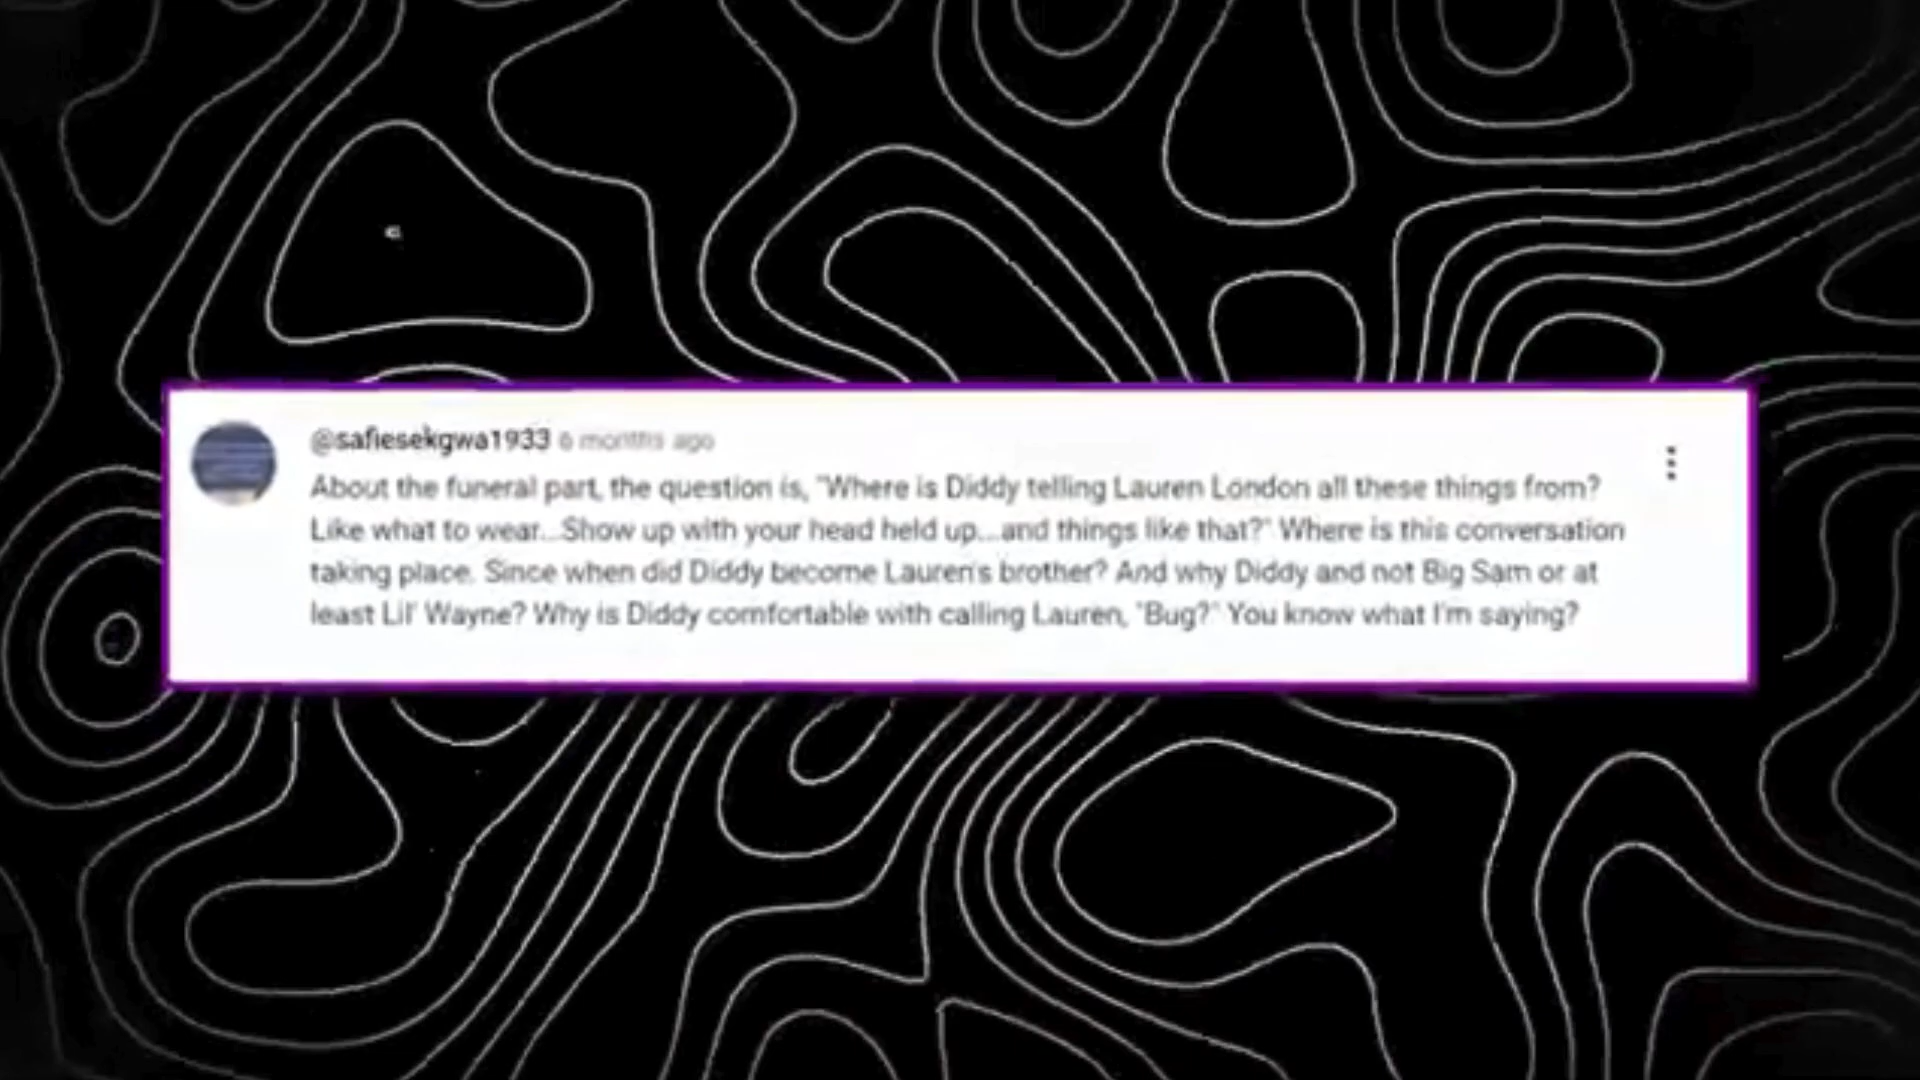 @safiesekgwa1933 6 months ago
About the funeral part, the question is, "Where is Diddy telling Lauren London all these things from?
Like what to wear...Show up with your head held up...and things like that?" Where is this conversation
taking place. Since when did Diddy become Lauren's brother? And why Diddy and not Big Sam or at
least Lil' Wayne? Why is Diddy comfortable with calling Lauren, "Bug?" You know what I'm saying?